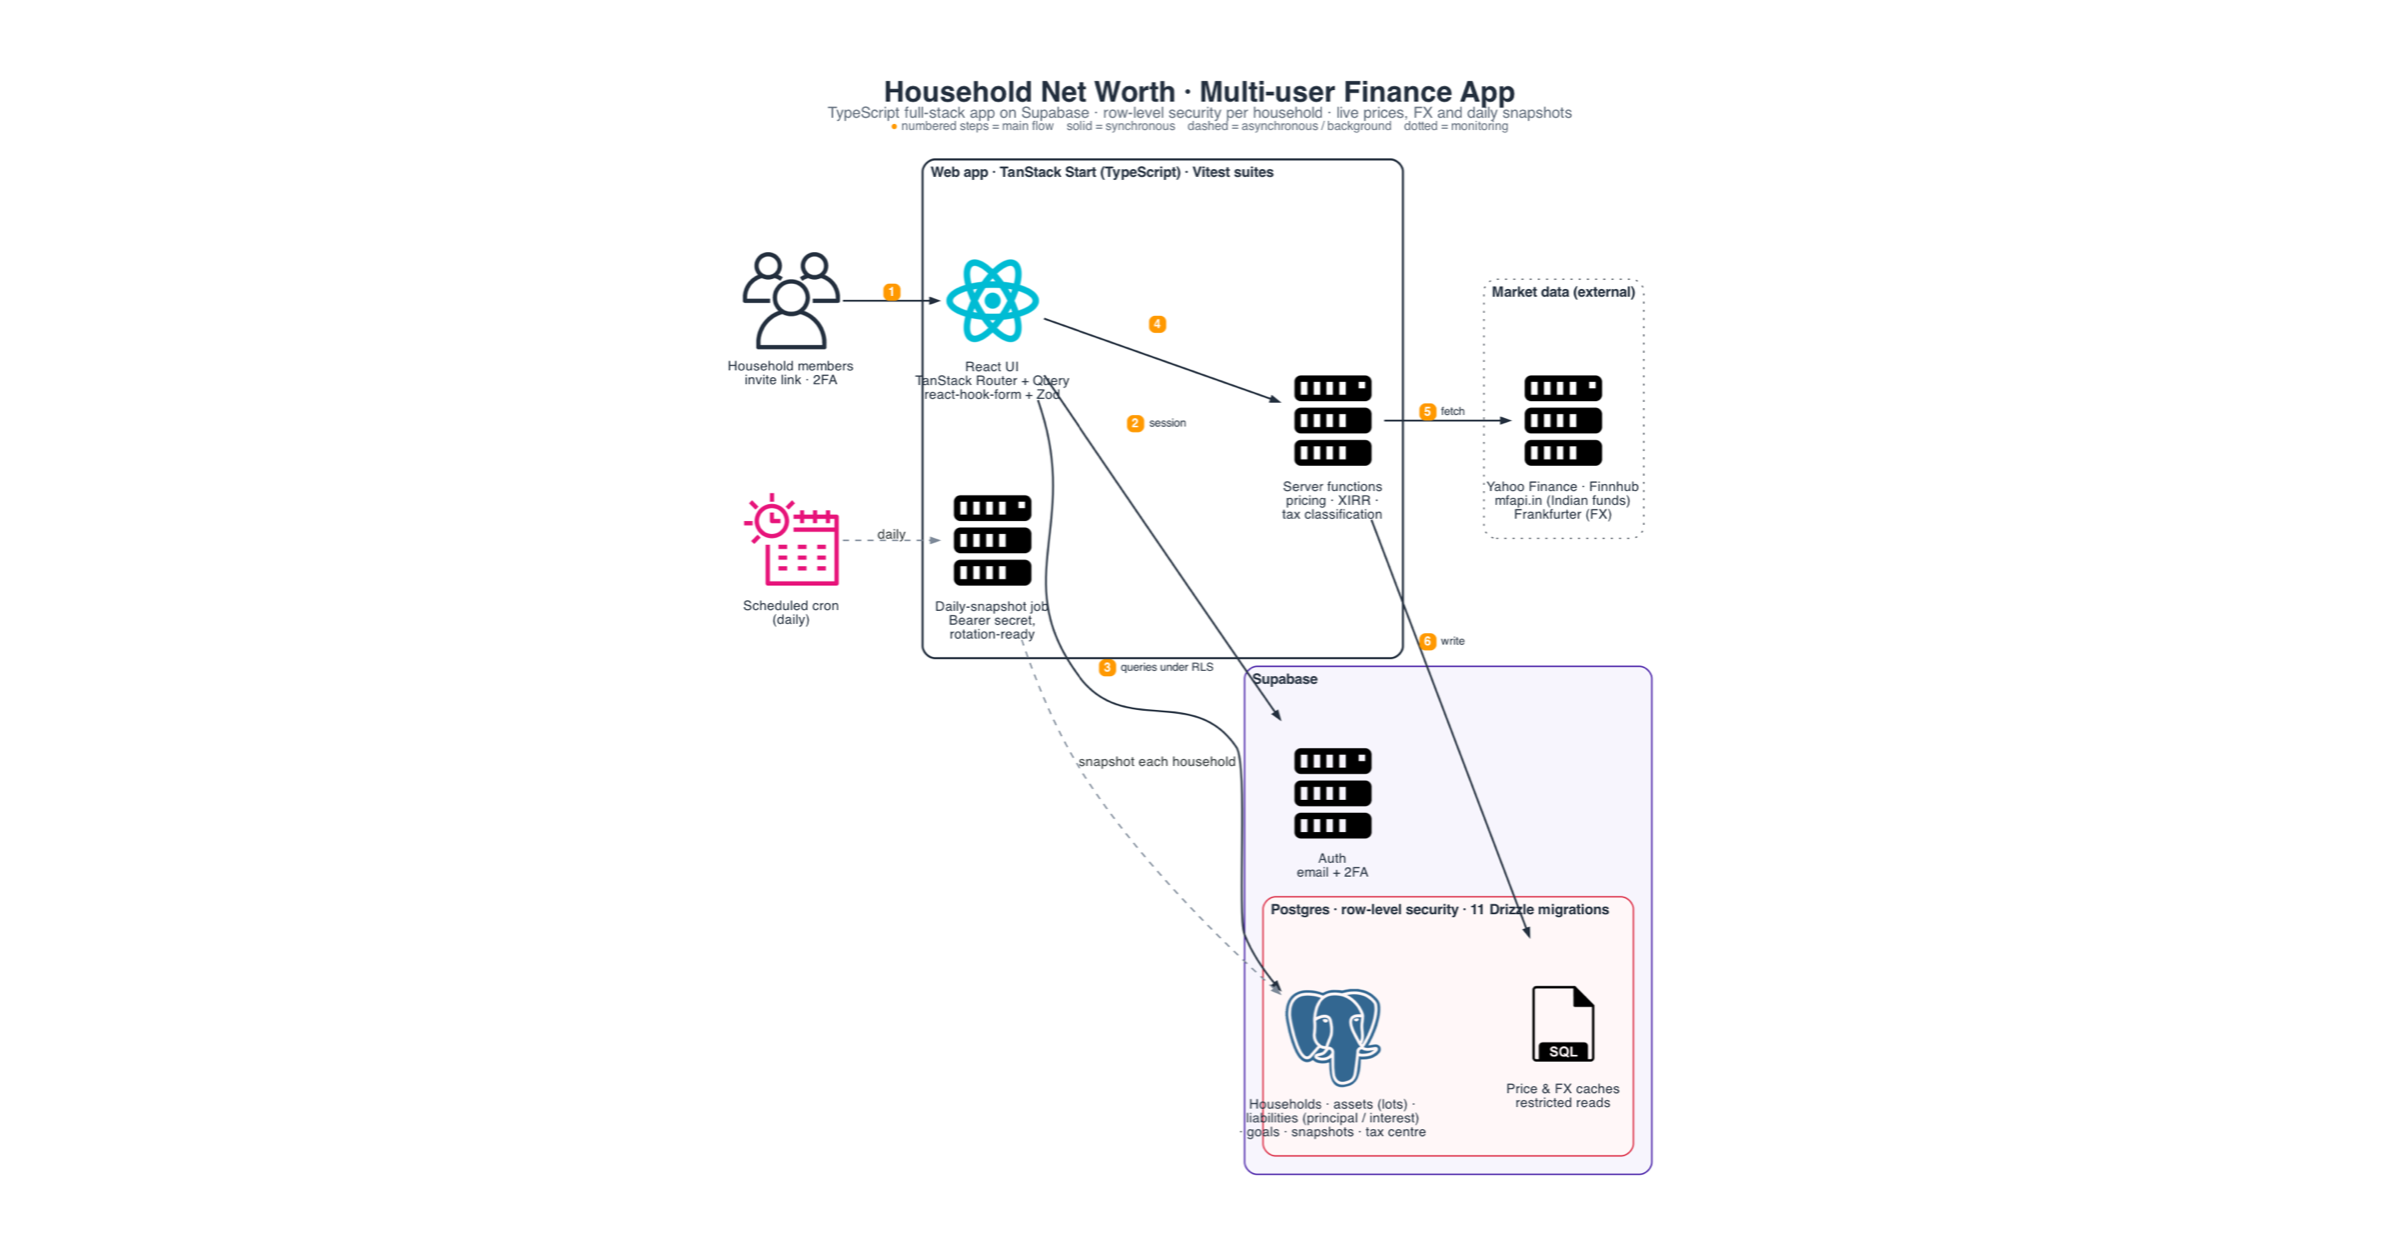 Household Net Worth · Multi-user Finance App
TypeScript full-stack app on Supabase · row-level security per household · live prices, FX and daily snapshots
● numbered steps = main flow solid = synchronous dashed = asynchronous / background dotted = monitoring
Web app · TanStack Start (TypeScript) · Vitest suites
1
Household members
invite link · 2FA
React UI
TanStack Router + Query
react-hook-form + Zod
4
2 session
Server functions
pricing · XIRR ·
tax classification
5 fetch
Market data (external)
Yahoo Finance · Finnhub
mfapi.in (Indian funds)
Frankfurter (FX)
daily
Scheduled cron
(daily)
Daily-snapshot job
Bearer secret,
rotation-ready
3 queries under RLS
6 write
snapshot each household
Supabase
Auth
email + 2FA
Postgres · row-level security · 11 Drizzle migrations
Households · assets (lots) ·
liabilities (principal / interest)
· goals · snapshots · tax centre
SQL
Price & FX caches
restricted reads